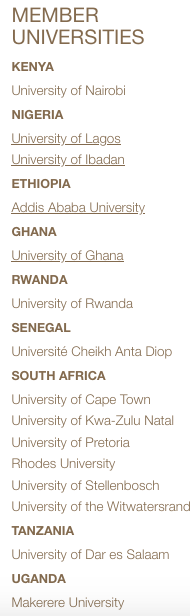 MEMBER
UNIVERSITIES
KENYA
University of Nairobi
NIGERIA
University of Lagos
University of Ibadan
ETHIOPIA
Addis Ababa University
GHANA
University of Ghana
RWANDA
University of Rwanda
SENEGAL
Université Cheikh Anta Diop
SOUTH AFRICA
University of Cape Town
University of Kwa-Zulu Natal
University of Pretoria
Rhodes University
University of Stellenbosch
University of the Witwatersrand
TANZANIA
University of Dar es Salaam
UGANDA
Makerere University